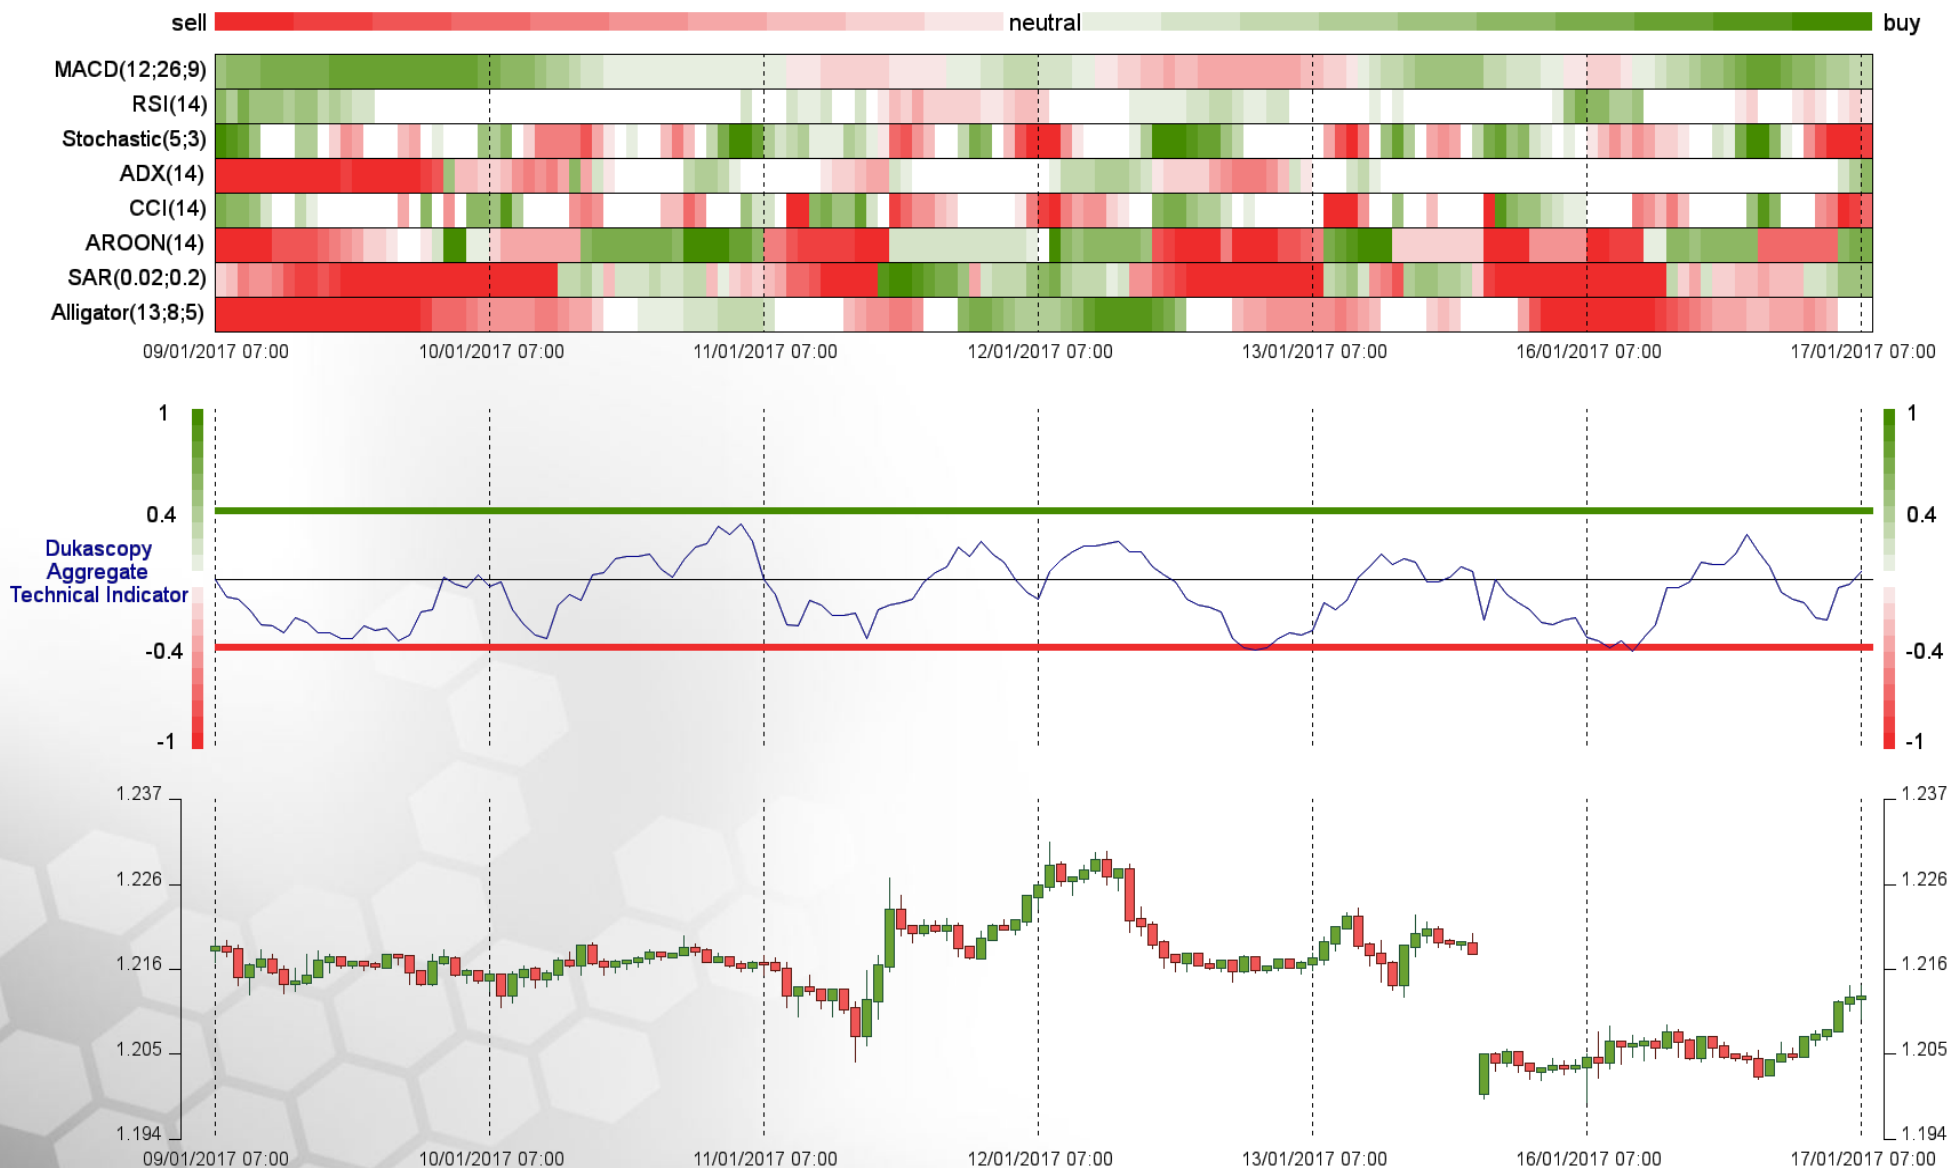 sell neutral buy
MACD(12;26;9)
RSI(14)
Stochastic(5;3)
ADX(14)
CCI(14)
AROON(14)
SAR(0.02;0.2)
Alligator(13;8;5)
09/01/2017 07:00 10/01/2017 07:00 11/01/2017 07:00 12/01/2017 07:00 13/01/2017 07:00 16/01/2017 07:00 17/01/2017 07:00
1 1
0.4 0.4
Dukascopy
Aggregate
Technical Indicator
-0.4 -0.4
-1 -1
1.237 1.237
1.226 1.226
1.216 1.216
1.205 1.205
1.194 1.194
09/01/2017 07:00 10/01/2017 07:00 11/01/2017 07:00 12/01/2017 07:00 13/01/2017 07:00 16/01/2017 07:00 17/01/2017 07:00